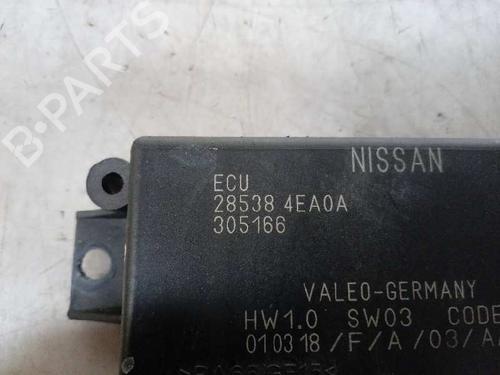 B-PARTS
NISSAN
ECU
28538 4EA0A
305166
VALEO-GERMANY
HW1.0 SW03 CODE
010318/F/A/03/A